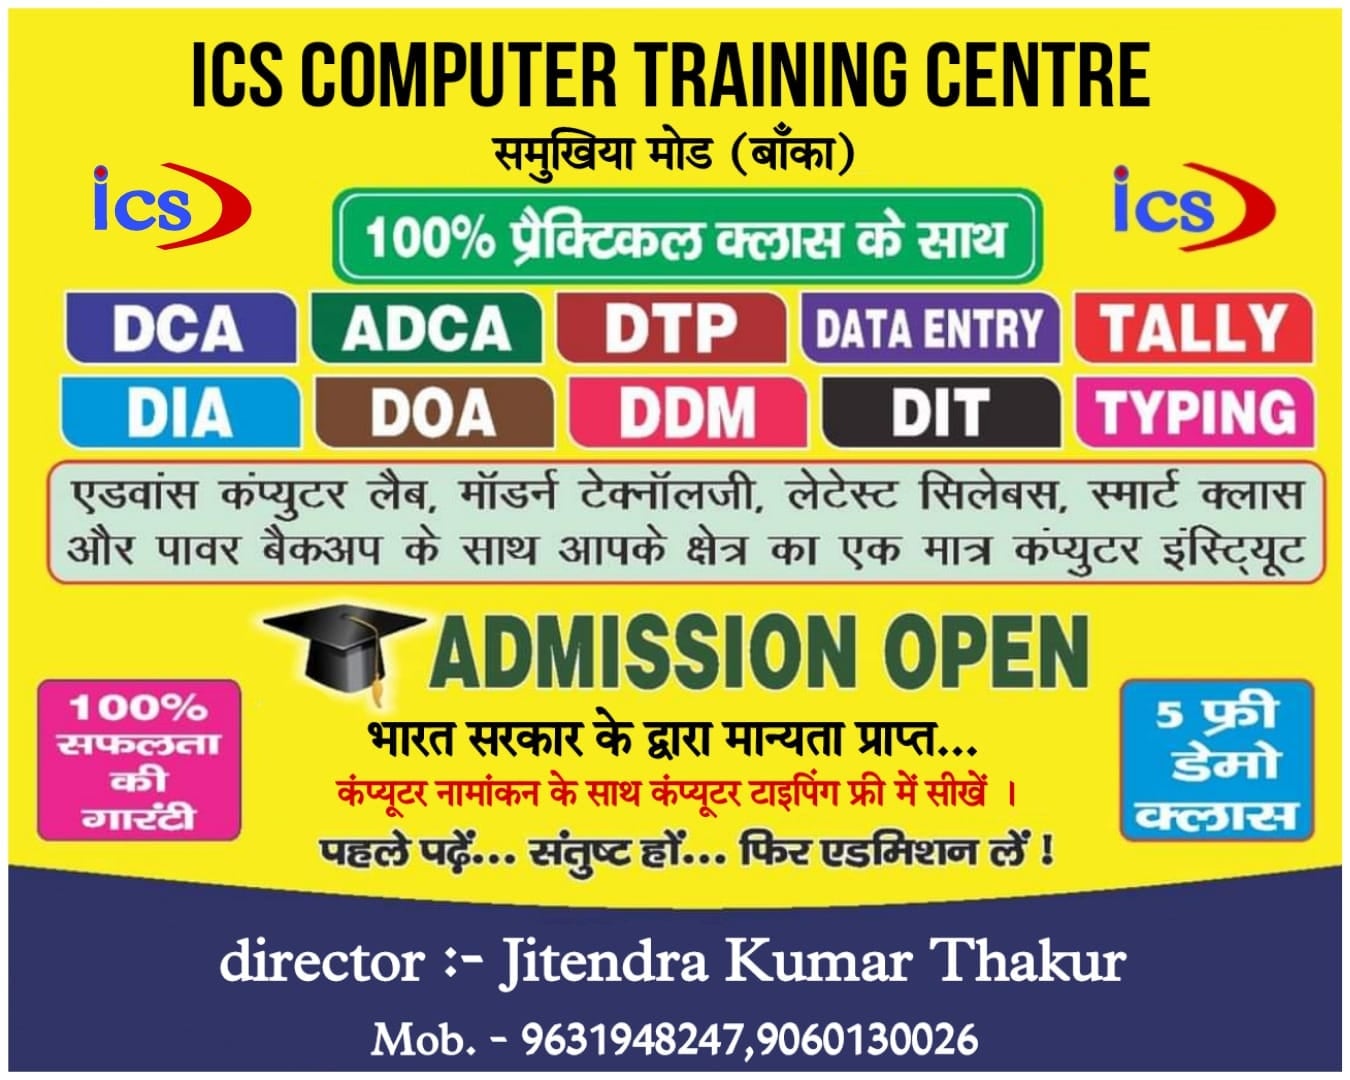 ICS COMPUTER TRAINING CENTRE
समुखिया मोड (बाँका)
ics
ics
100% प्रैक्टिकल क्लास के साथ
DCA ADCA DTP DATA ENTRY TALLY
DIA DOA DDM DIT TYPING
एडवांस कंप्युटर लैब, मॉडर्न टेक्नॉलजी, लेटेस्ट सिलेबस, स्मार्ट क्लास
और पावर बैकअप के साथ आपके क्षेत्र का एक मात्र कंप्युटर इंस्टि्यूट
ADMISSION OPEN
100%
सफलता
की
गारंटी
भारत सरकार के द्वारा मान्यता प्राप्त...
कंप्यूटर नामांकन के साथ कंप्यूटर टाइपिंग फ्री में सीखें ।
पहले पढ़ें... संतुष्ट हों... फिर एडमिशन लें !
5 फ्री
डेमो
क्लास
director :- Jitendra Kumar Thakur
Mob. - 9631948247,9060130026